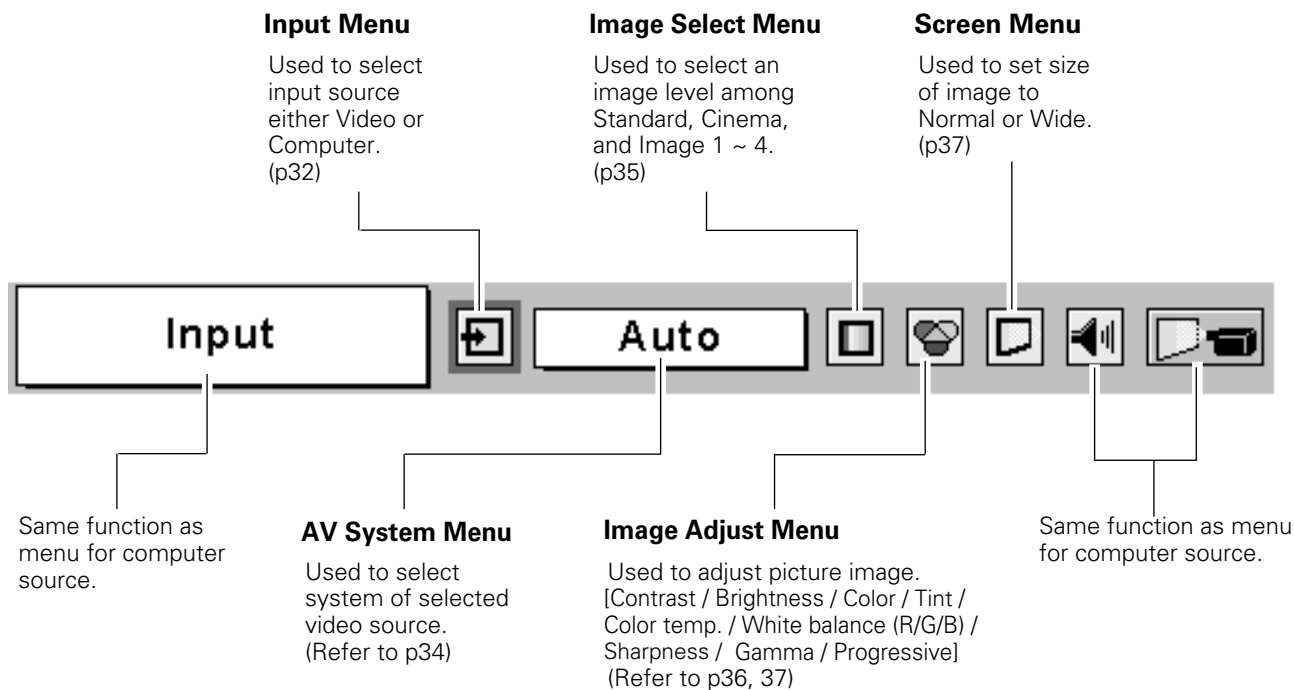 Input Menu
Used to select
input source
either Video or
Computer.
(p32)
Image Select Menu
Used to select an
image level among
Standard, Cinema,
and Image 1 ~ 4.
(p35)
Screen Menu
Used to set size
of image to
Normal or Wide.
(p37)
Input
Auto
Same function as
menu for computer
source.
AV System Menu
Used to select
system of selected
video source.
(Refer to p34)
Image Adjust Menu
Used to adjust picture image.
[Contrast / Brightness / Color / Tint /
Color temp. / White balance (R/G/B) /
Sharpness / Gamma / Progressive]
(Refer to p36, 37)
Same function as menu
for computer source.